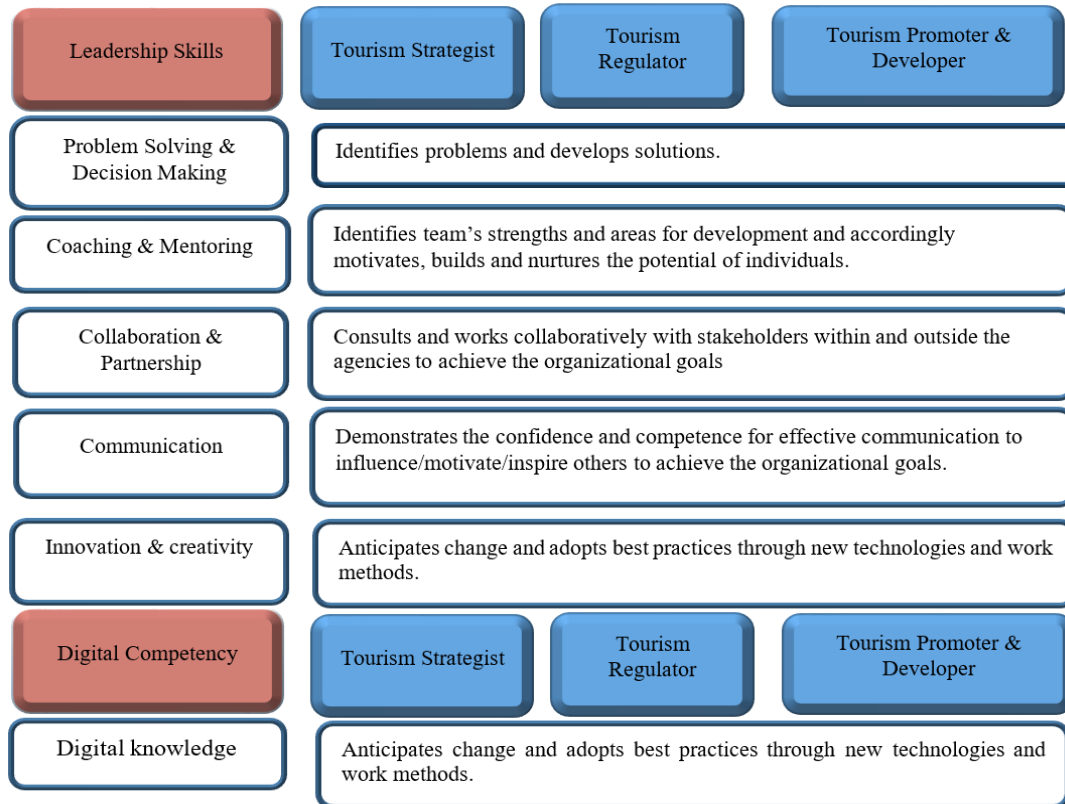 Leadership Skills
Tourism Strategist
Tourism
Regulator
Tourism Promoter &
Developer
Problem Solving &
Decision Making
Identifies problems and develops solutions.
Coaching & Mentoring
Identifies team’s strengths and areas for development and accordingly
motivates, builds and nurtures the potential of individuals.
Collaboration &
Partnership
Consults and works collaboratively with stakeholders within and outside the
agencies to achieve the organizational goals
Communication
Demonstrates the confidence and competence for effective communication to
influence/motivate/inspire others to achieve the organizational goals.
Innovation & creativity
Anticipates change and adopts best practices through new technologies and work
methods.
Digital Competency
Tourism Strategist
Tourism
Regulator
Tourism Promoter &
Developer
Digital knowledge
Anticipates change and adopts best practices through new technologies and
work methods.